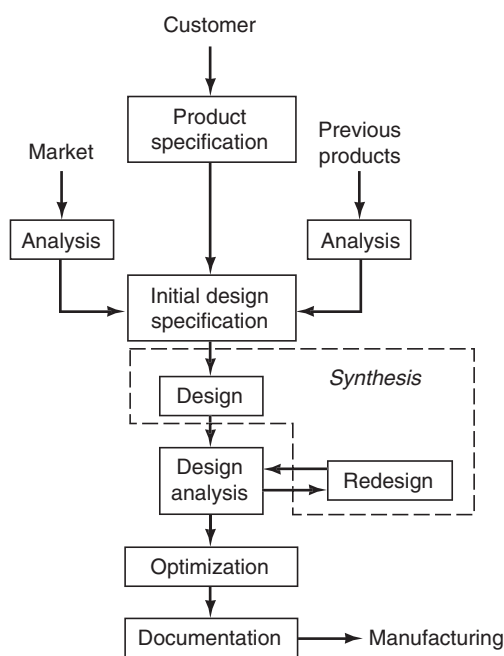 Customer
Product
specification
Market
Previous
products
Analysis
Analysis
Initial design
specification
Synthesis
Design
Design
analysis
Redesign
Optimization
Documentation
Manufacturing